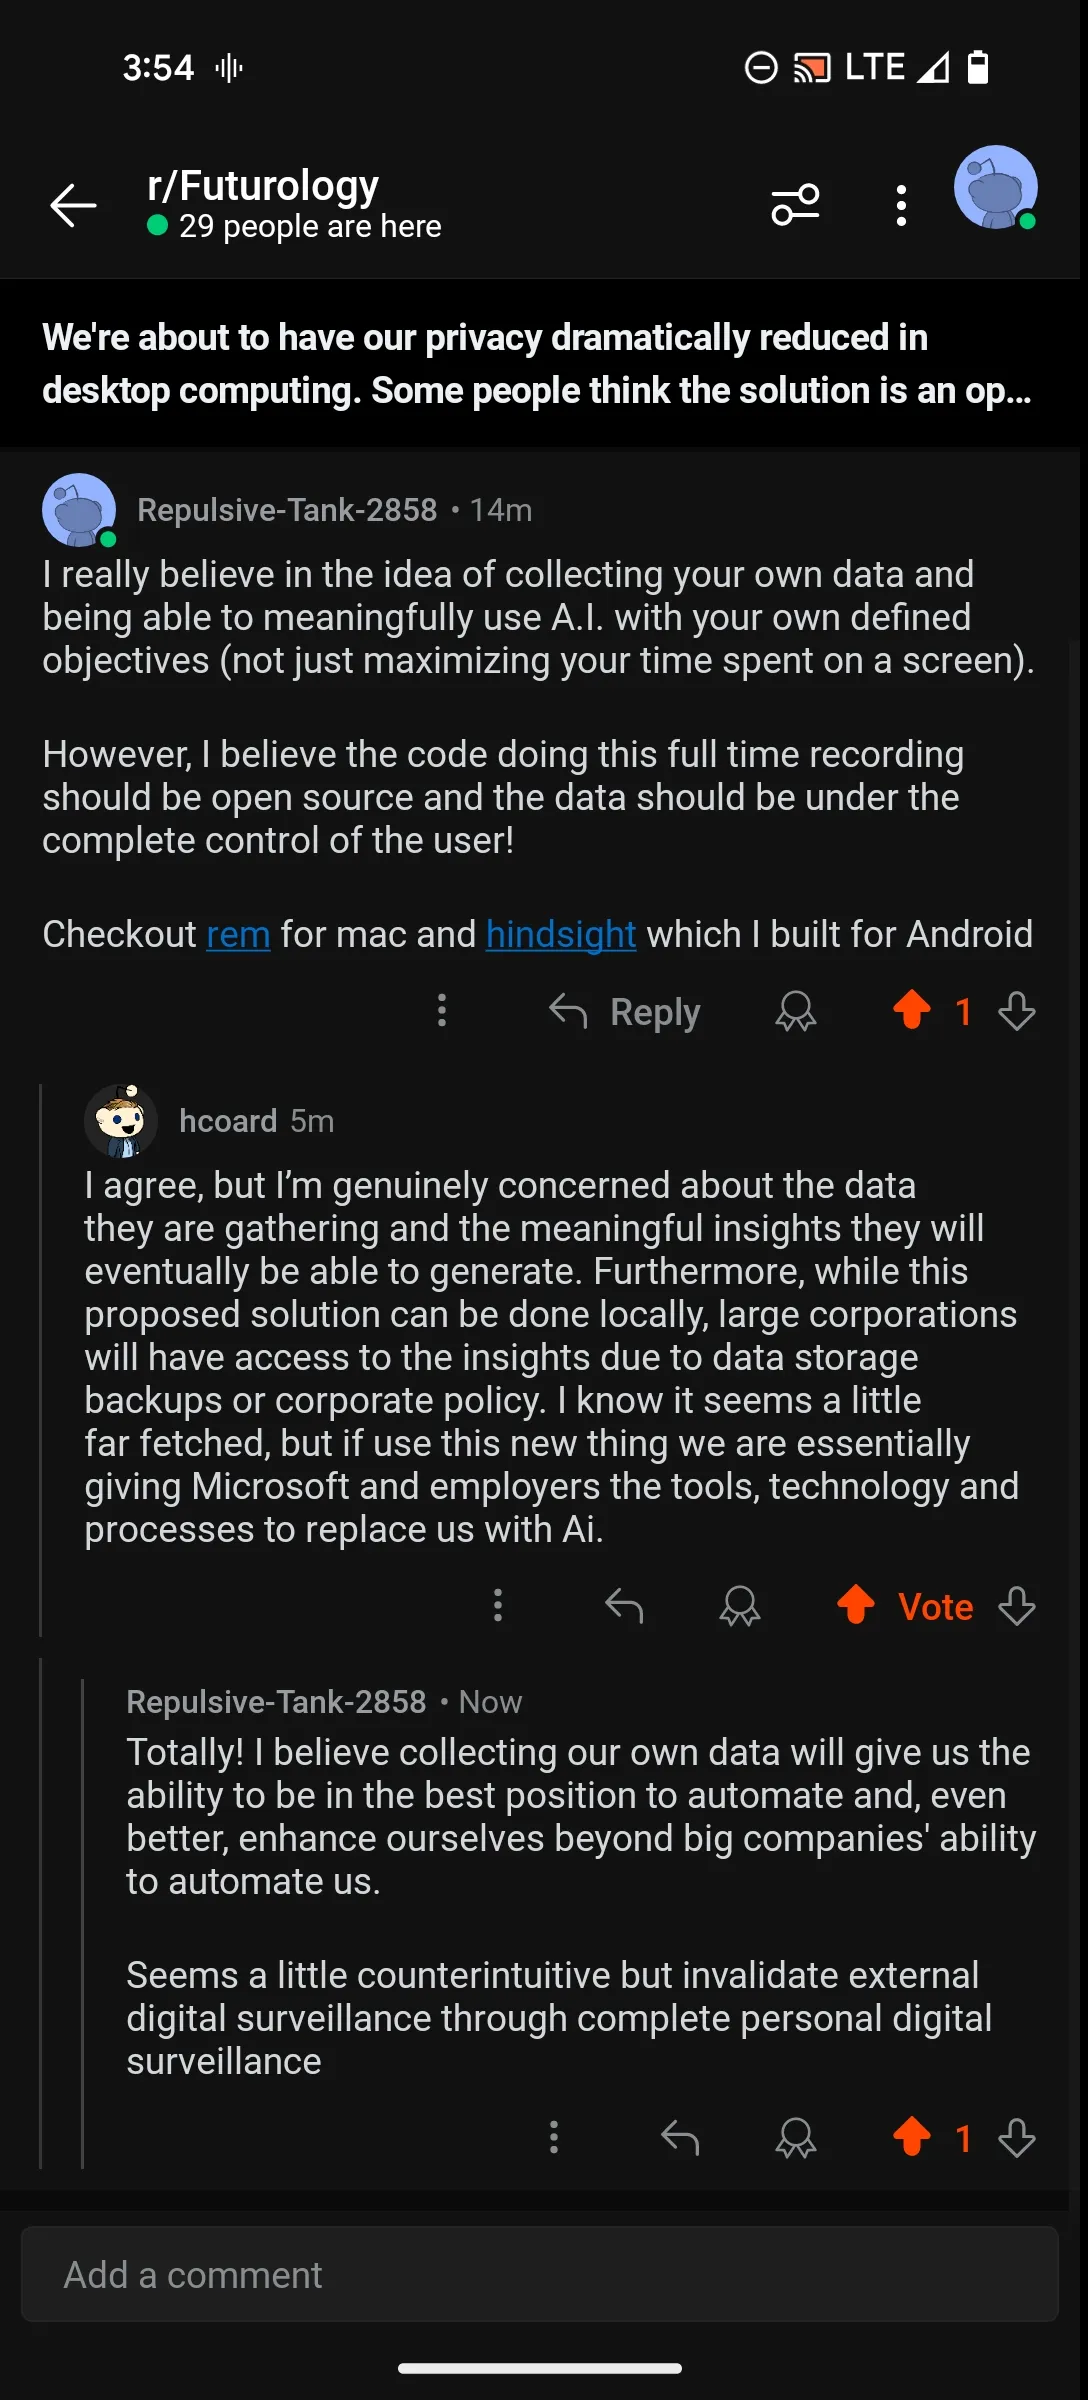 3:54
LTE
r/Futurology
29 people are here
We're about to have our privacy dramatically reduced in
desktop computing. Some people think the solution is an op...
Repulsive-Tank-2858 • 14m
I really believe in the idea of collecting your own data and
being able to meaningfully use A.I. with your own defined
objectives (not just maximizing your time spent on a screen).
However, I believe the code doing this full time recording
should be open source and the data should be under the
complete control of the user!
Checkout rem for mac and hindsight which I built for Android
Reply 1
hcoard 5m
I agree, but I’m genuinely concerned about the data
they are gathering and the meaningful insights they will
eventually be able to generate. Furthermore, while this
proposed solution can be done locally, large corporations
will have access to the insights due to data storage
backups or corporate policy. I know it seems a little
far fetched, but if use this new thing we are essentially
giving Microsoft and employers the tools, technology and
processes to replace us with Ai.
Vote
Repulsive-Tank-2858 • Now
Totally! I believe collecting our own data will give us the
ability to be in the best position to automate and, even
better, enhance ourselves beyond big companies' ability
to automate us.
Seems a little counterintuitive but invalidate external
digital surveillance through complete personal digital
surveillance
1
Add a comment